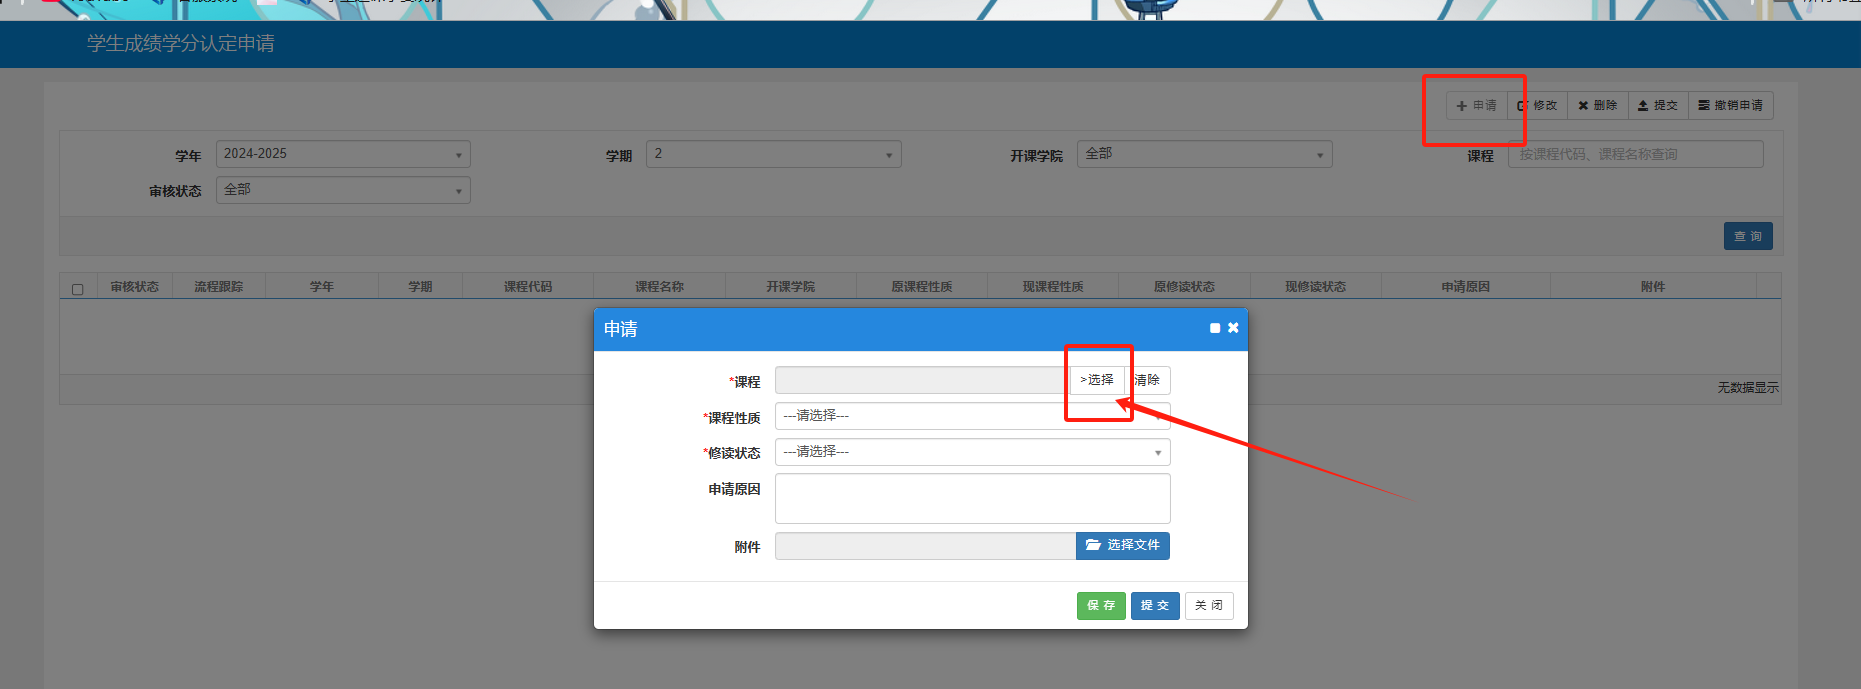 学生成绩学分认定申请
申请 修改 删除 提交 撤销申请
学年 2024-2025 学期 2 开课学院 全部 课程 按课程代码、课程名称查询
审核状态 全部
查 询
审核状态 流程跟踪 学年 学期 课程代码 课程名称 开课学院 原课程性质 现课程性质 原修读状态 现修读状态 申请原因 附件
无数据显示
申请
*课程 >选择 清除
*课程性质 ---请选择---
*修读状态 ---请选择---
申请原因
附件 选择文件
保 存 提 交 关 闭